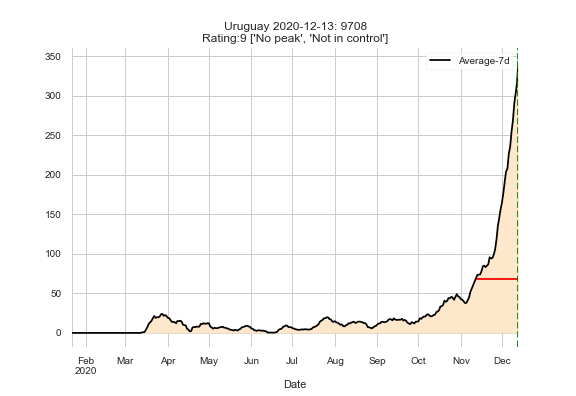 Uruguay 2020-12-13: 9708
Rating:9 ['No peak', 'Not in control']
Average-7d
350
300
250
200
150
100
50
0
Feb Mar Apr May Jun Jul Aug Sep Oct Nov Dec
2020
Date